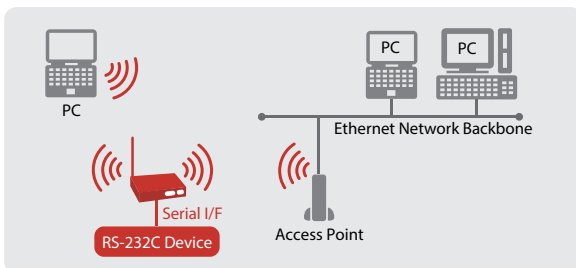 PC
PC
PC
Ethernet Network Backbone
Serial I/F
RS-232C Device
Access Point